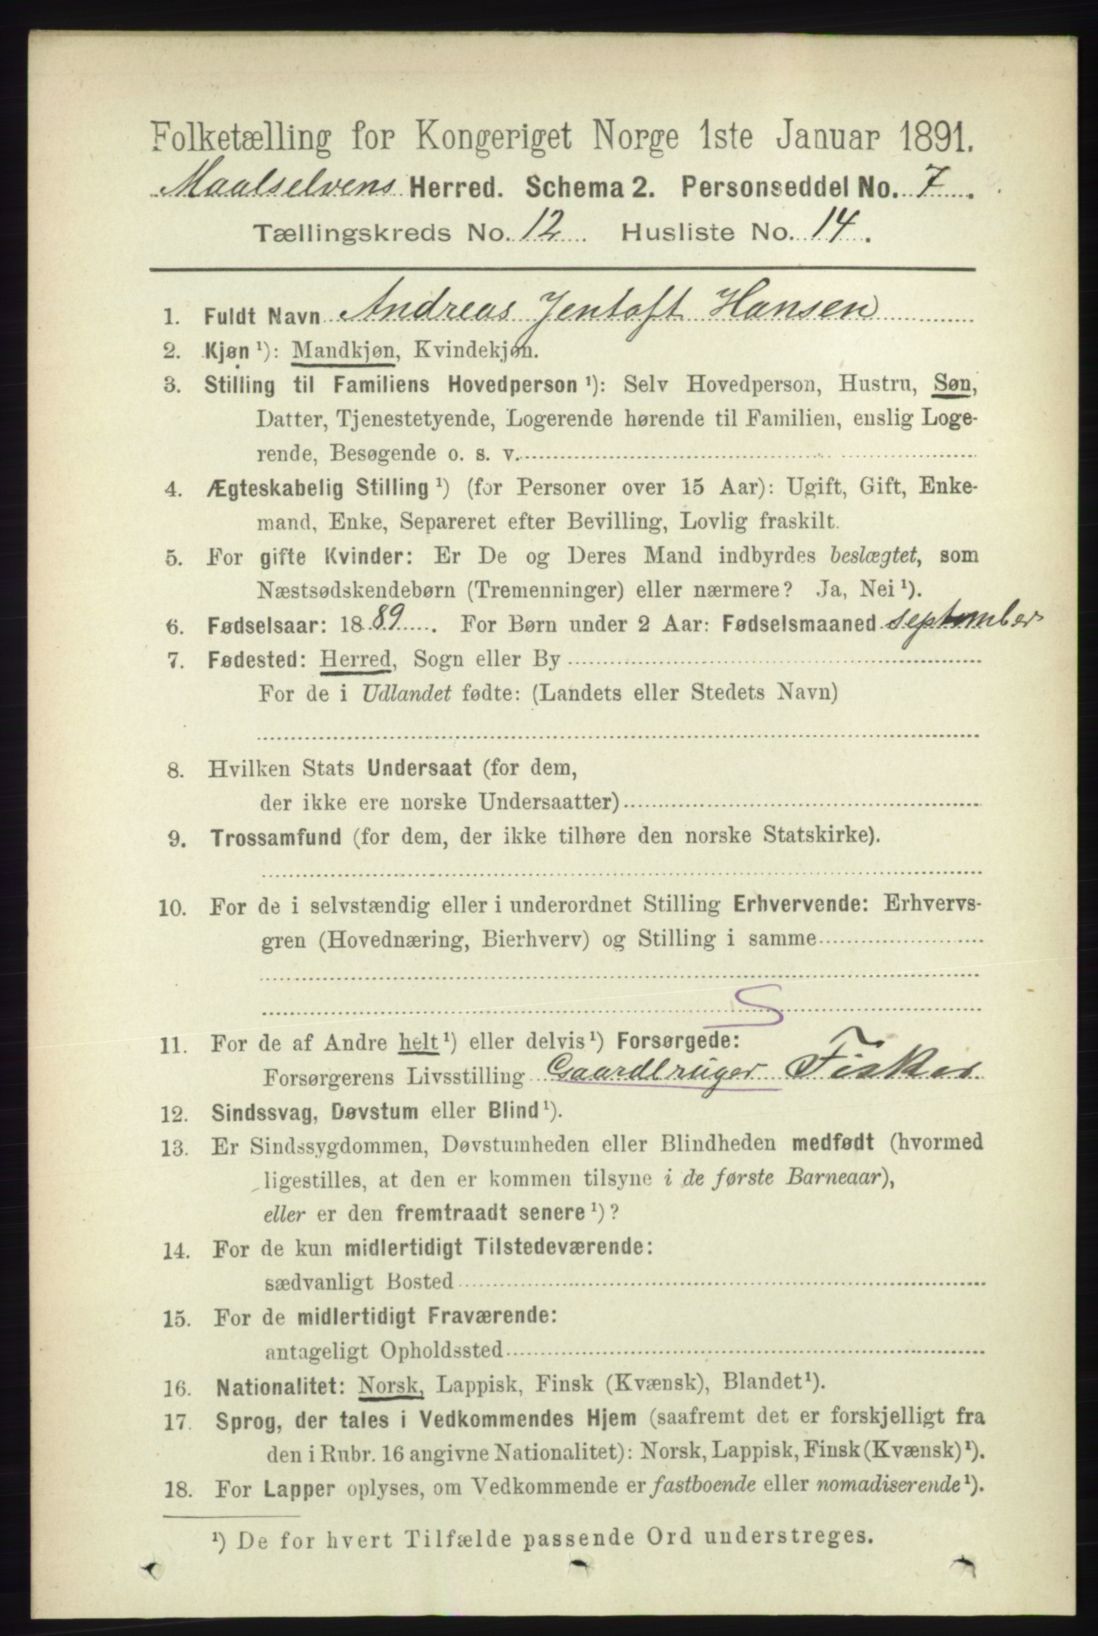 Folketælling for Kongeriget Norge 1ste Januar 1891.
Maalselvens Herred. Schema 2. Personseddel No. 7.
Tællingskreds No. 12. Husliste No. 14.
1. Fuldt Navn Andreas Jentoft Hansen
2. Kjøn ¹): Mandkjøn, Kvindekjøn.
3. Stilling til Familiens Hovedperson ¹): Selv Hovedperson, Hustru, Søn,
Datter, Tjenestetyende, Logerende hørende til Familien, enslig Loge-
rende, Besøgende o. s. v.
4. Ægteskabelig Stilling ¹) (for Personer over 15 Aar): Ugift, Gift, Enke-
mand, Enke, Separeret efter Bevilling, Lovlig fraskilt.
5. For gifte Kvinder: Er De og Deres Mand indbyrdes beslægtet, som
Næstsødskendebørn (Tremenninger) eller nærmere? Ja, Nei ¹).
6. Fødselsaar: 1889. For Børn under 2 Aar: Fødselsmaaned september
7. Fødested: Herred, Sogn eller By
For de i Udlandet fødte: (Landets eller Stedets Navn)
8. Hvilken Stats Undersaat (for dem,
der ikke ere norske Undersaatter)
9. Trossamfund (for dem, der ikke tilhøre den norske Statskirke).
10. For de i selvstændig eller i underordnet Stilling Erhvervende: Erhvervs-
gren (Hovednæring, Bierhverv) og Stilling i samme
S
11. For de af Andre helt ¹) eller delvis ¹) Forsørgede:
Forsørgerens Livsstilling Gaardbruger Fisker
12. Sindssvag, Døvstum eller Blind ¹).
13. Er Sindssygdommen, Døvstumheden eller Blindheden medfødt (hvormed
ligestilles, at den er kommen tilsyne i de første Barneaar),
eller er den fremtraadt senere ¹)?
14. For de kun midlertidigt Tilstedeværende:
sædvanligt Bosted
15. For de midlertidigt Fraværende:
antageligt Opholdssted
16. Nationalitet: Norsk, Lappisk, Finsk (Kvænsk), Blandet ¹).
17. Sprog, der tales i Vedkommendes Hjem (saafremt det er forskjelligt fra
den i Rubr. 16 angivne Nationalitet): Norsk, Lappisk, Finsk (Kvænsk) ¹).
18. For Lapper oplyses, om Vedkommende er fastboende eller nomadiserende ¹).
¹) De for hvert Tilfælde passende Ord understreges.